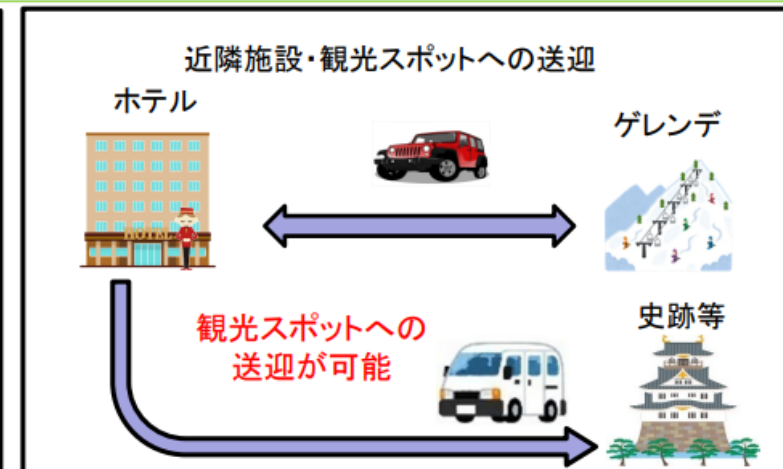 近隣施設・観光スポットへの送迎
ホテル
ゲレンデ
HOTEL
観光スポットへの
送迎が可能
史跡等